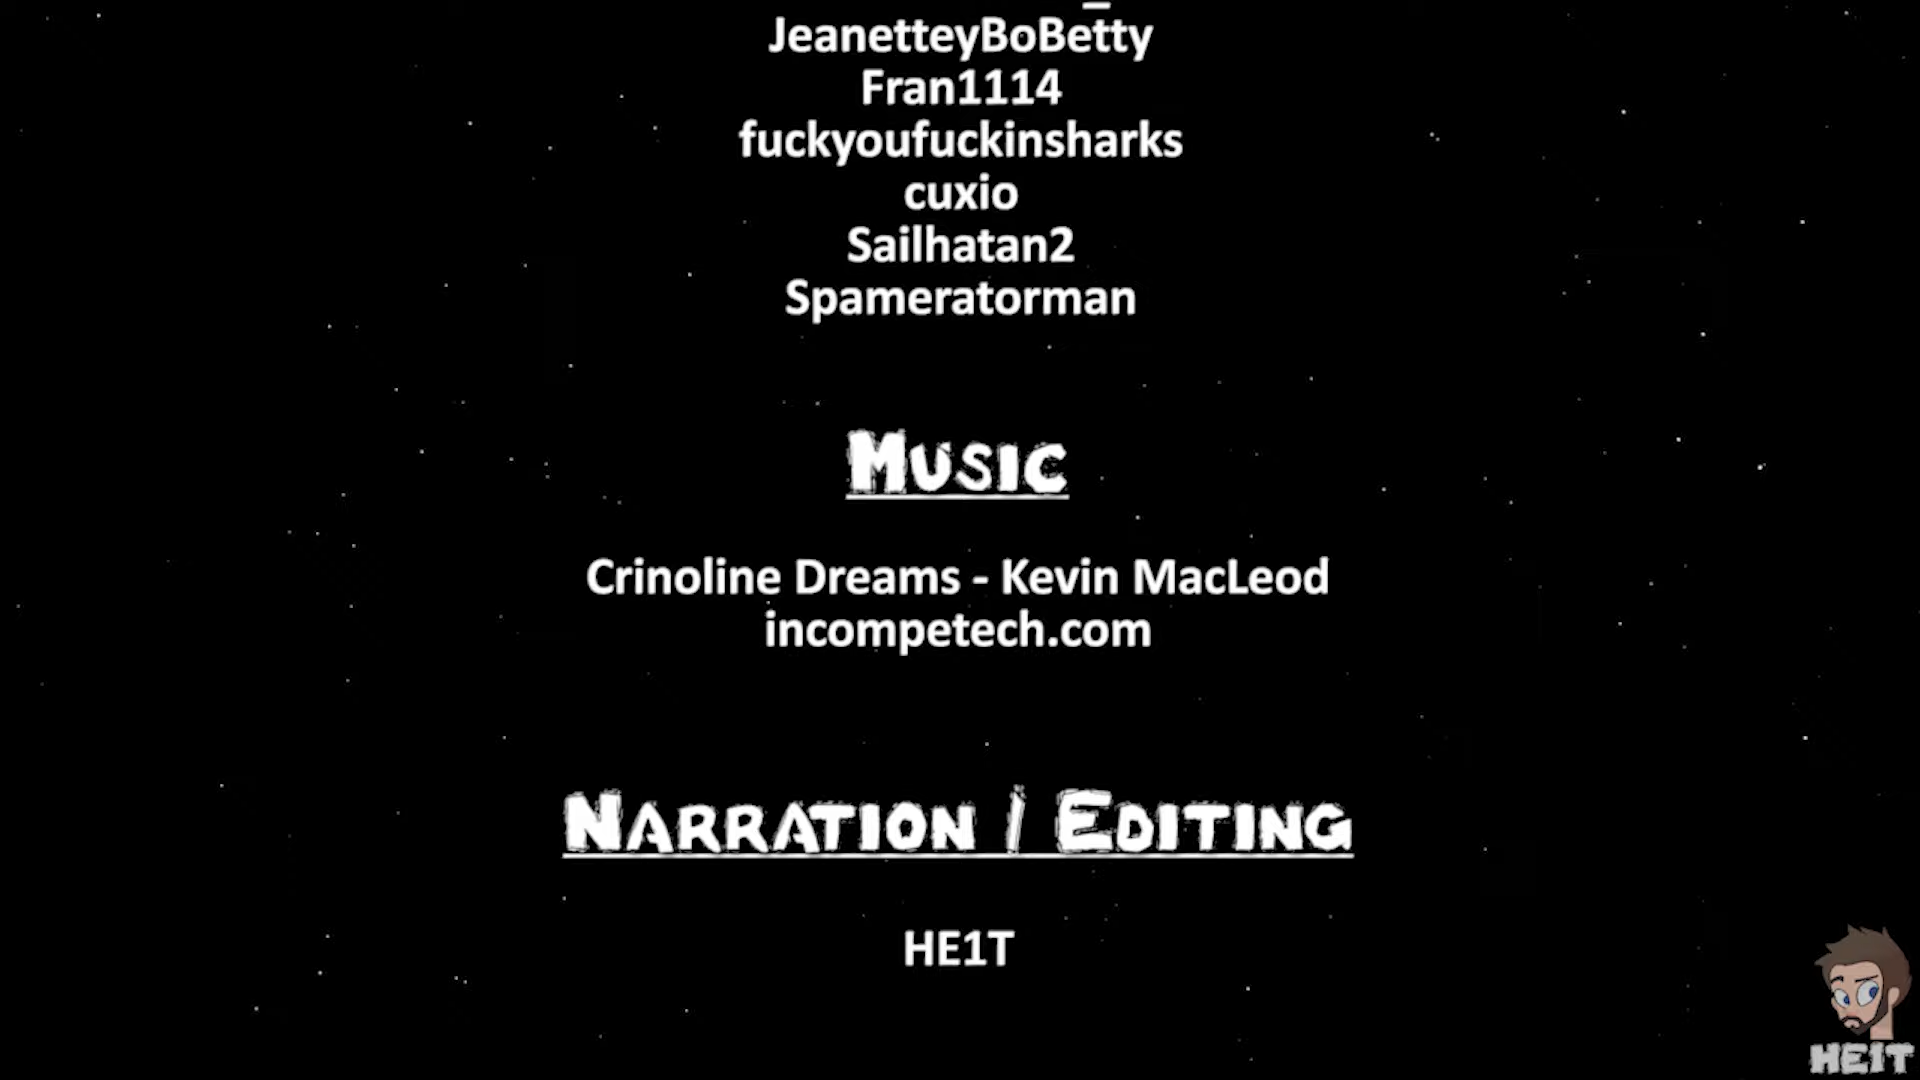 JeanetteyBoBetty
Fran1114
fuckyoufuckinsharks
cuxio
Sailhatan2
Spameratorman
Music
Crinoline Dreams - Kevin MacLeod
incompetech.com
Narration / Editing
HE1T
HE1T